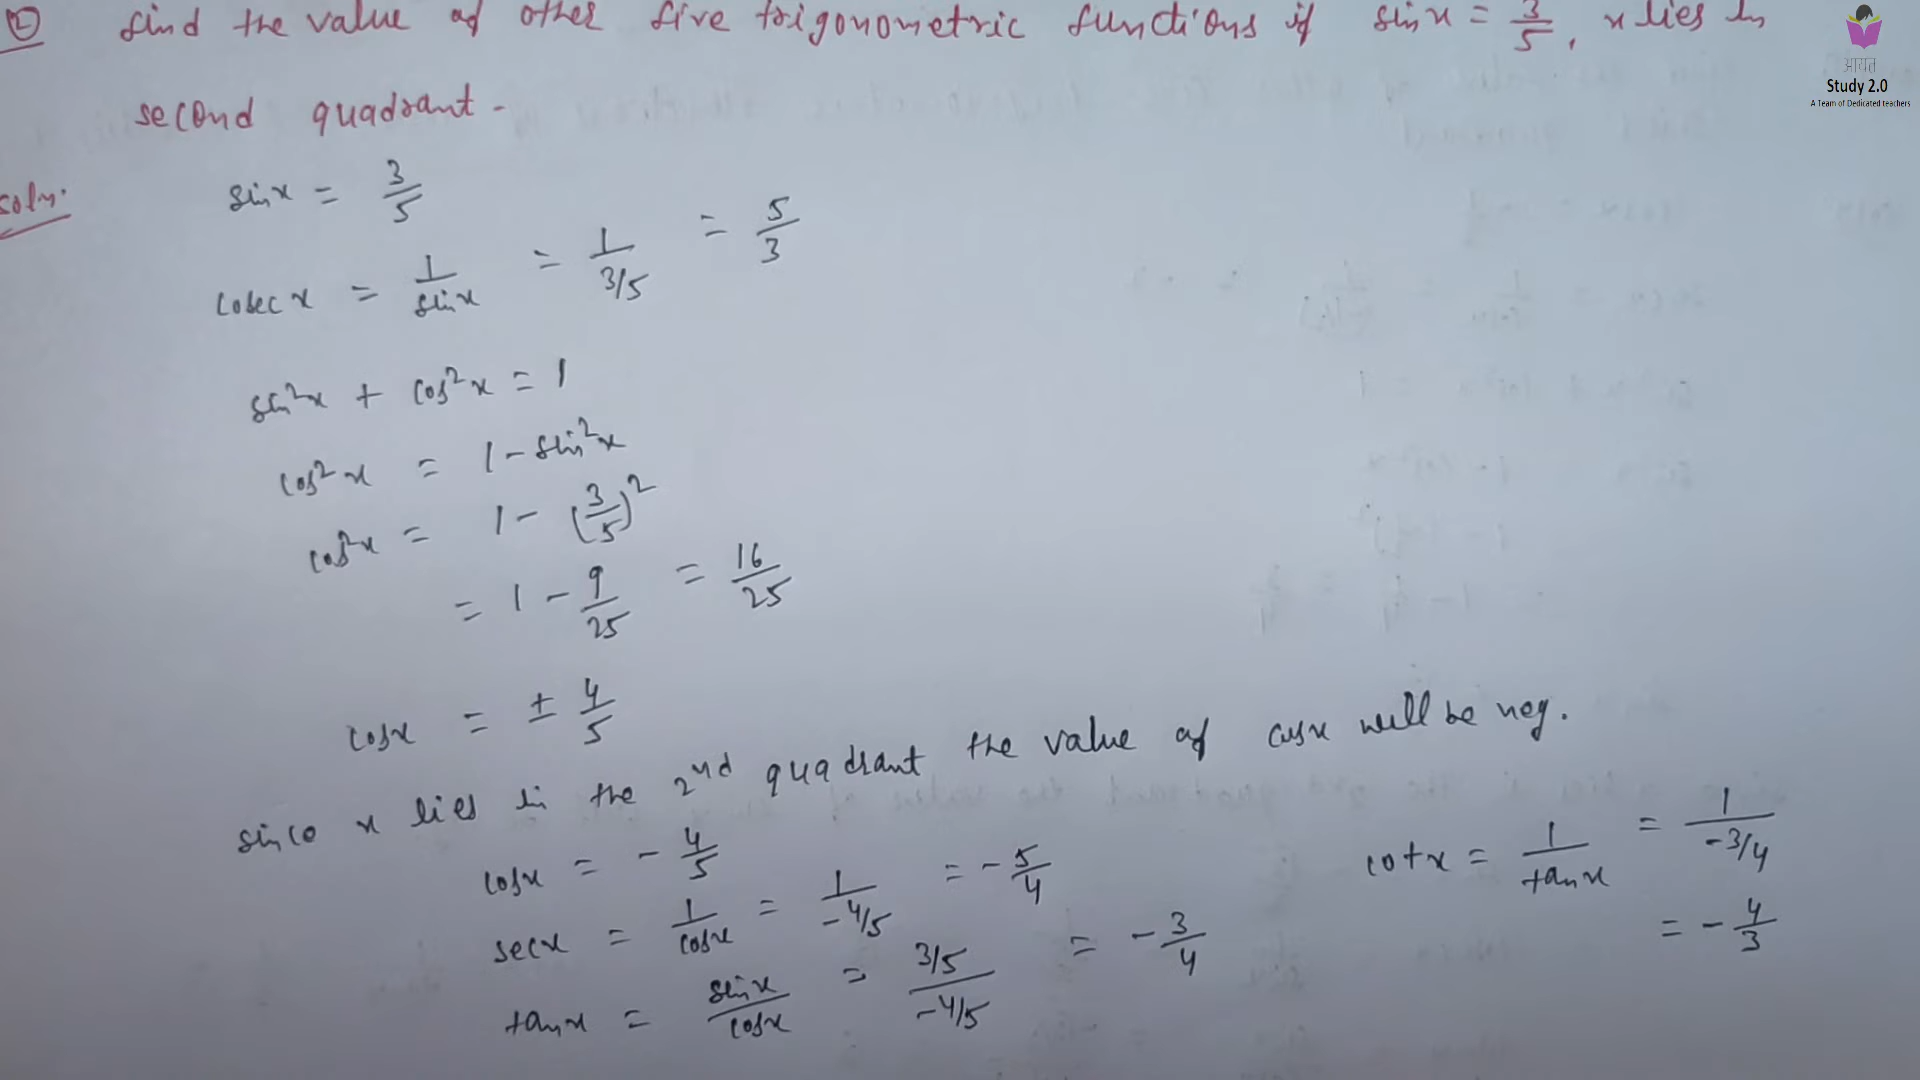 ② find the value of other five trigonometric functions if sin x = 3/5, x lies in
second quadrant -
soln.
sin x = 3/5
cosec x = 1/sin x = 1/3/5 = 5/3
sin²x + cos²x = 1
cos²x = 1 - sin²x
cos²x = 1 - (3/5)²
= 1 - 9/25 = 16/25
cos x = ± 4/5
since x lies in the 2nd quadrant the value of cos x will be neg.
cos x = - 4/5
sec x = 1/cos x = 1/-4/5 = - 5/4
tan x = sin x/cos x = 3/5/-4/5 = - 3/4
cot x = 1/tan x = 1/-3/4
= - 4/3
आयत
Study 2.0
A Team of Dedicated teachers